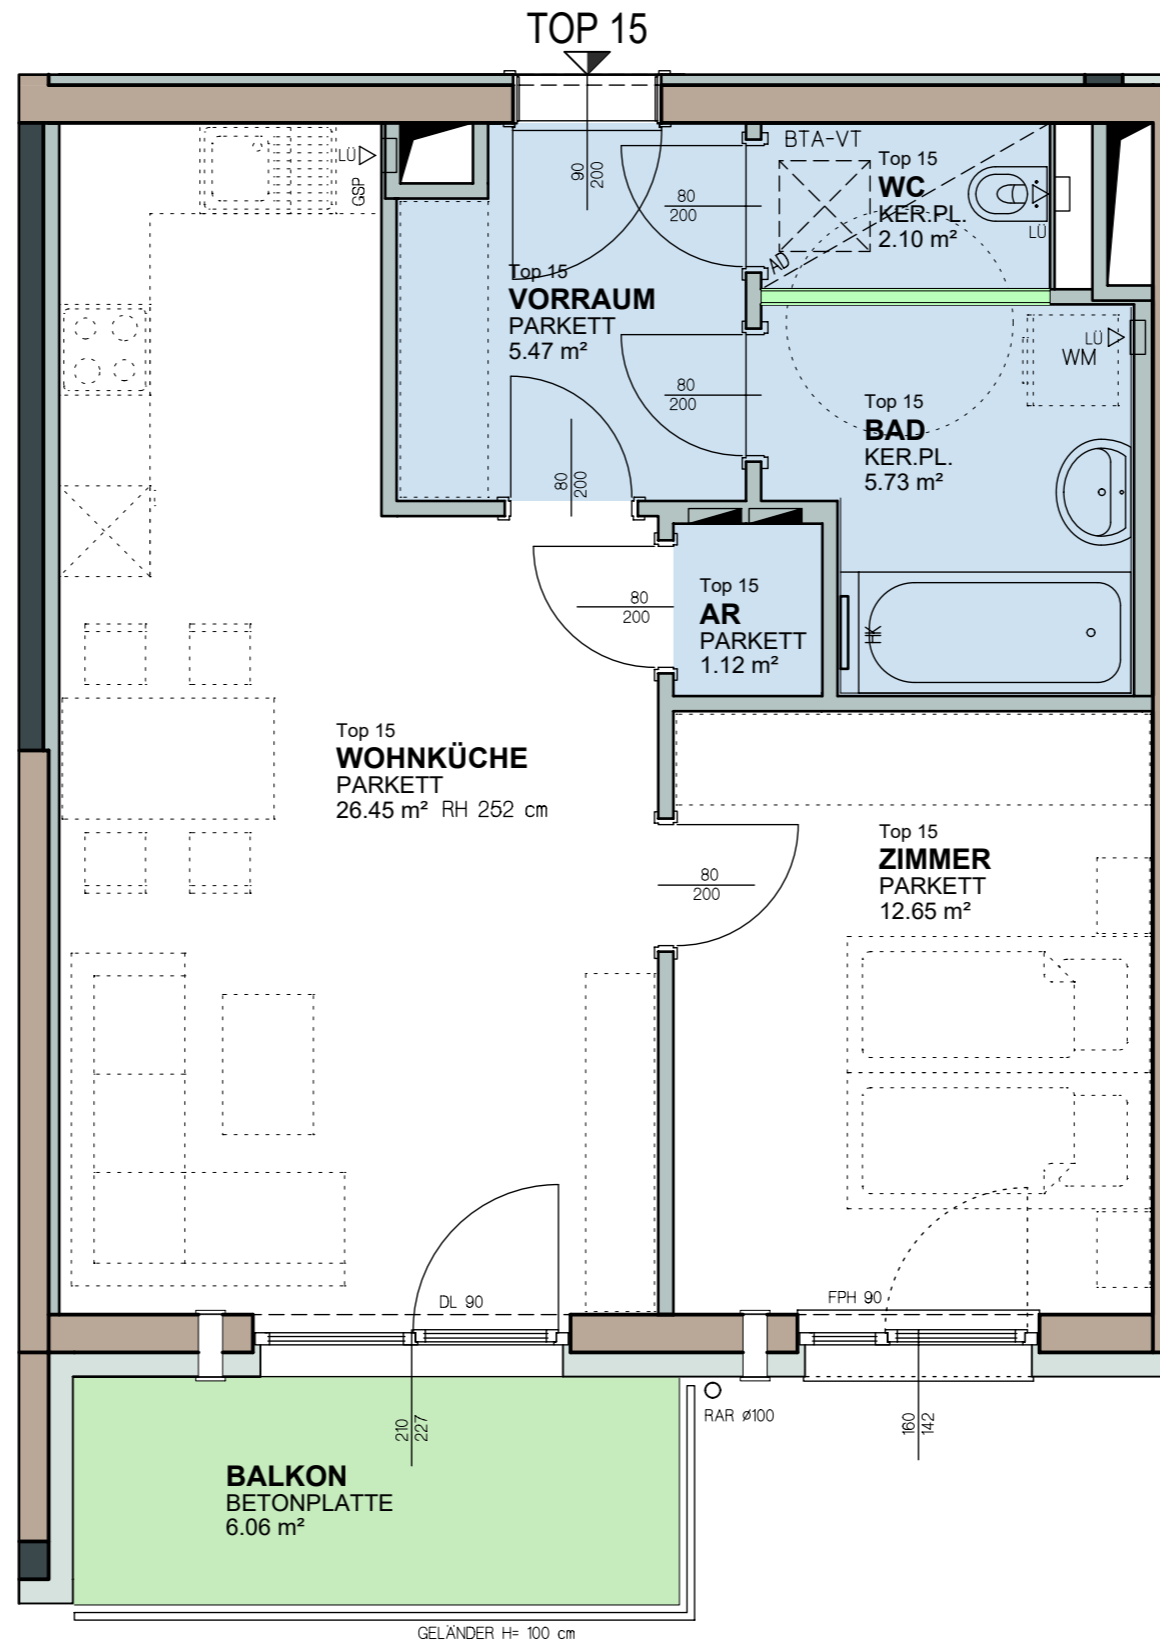 TOP 15
LÜ
GSP
90
200
80
200
BTA-VT
Top 15
WC
KER.PL.
2.10 m²
LÜ
AD
Top 15
VORRAUM
PARKETT
5.47 m²
80
200
80
200
LÜ
WM
Top 15
BAD
KER.PL.
5.73 m²
80
200
Top 15
AR
PARKETT
1.12 m²
HK
Top 15
WOHNKÜCHE
PARKETT
26.45 m² RH 252 cm
80
200
Top 15
ZIMMER
PARKETT
12.65 m²
DL 90
FPH 90
210
227
RAR ø100
160
142
BALKON
BETONPLATTE
6.06 m²
GELÄNDER H= 100 cm